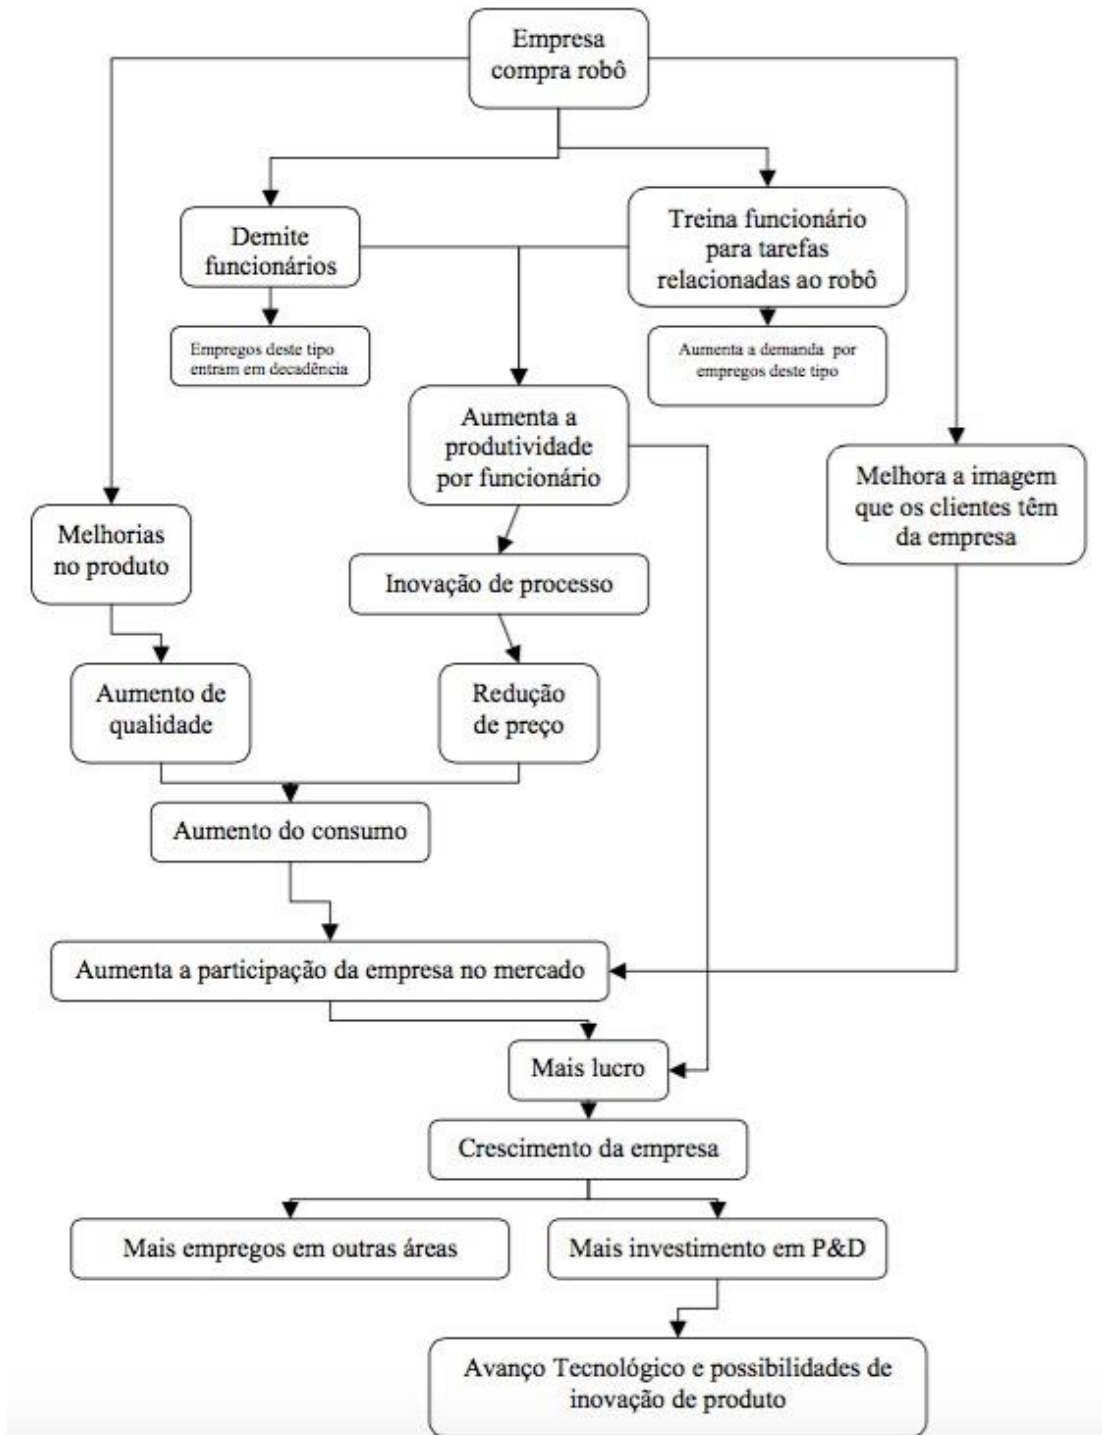 Empresa
compra robô
Demite
funcionários
Treina funcionário
para tarefas
relacionadas ao robô
Empregos deste tipo
entram em decadência
Aumenta a demanda por
empregos deste tipo
Aumenta a
produtividade
por funcionário
Melhora a imagem
que os clientes têm
da empresa
Melhorias
no produto
Inovação de processo
Aumento de
qualidade
Redução
de preço
Aumento do consumo
Aumenta a participação da empresa no mercado
Mais lucro
Crescimento da empresa
Mais empregos em outras áreas
Mais investimento em P&D
Avanço Tecnológico e possibilidades de
inovação de produto